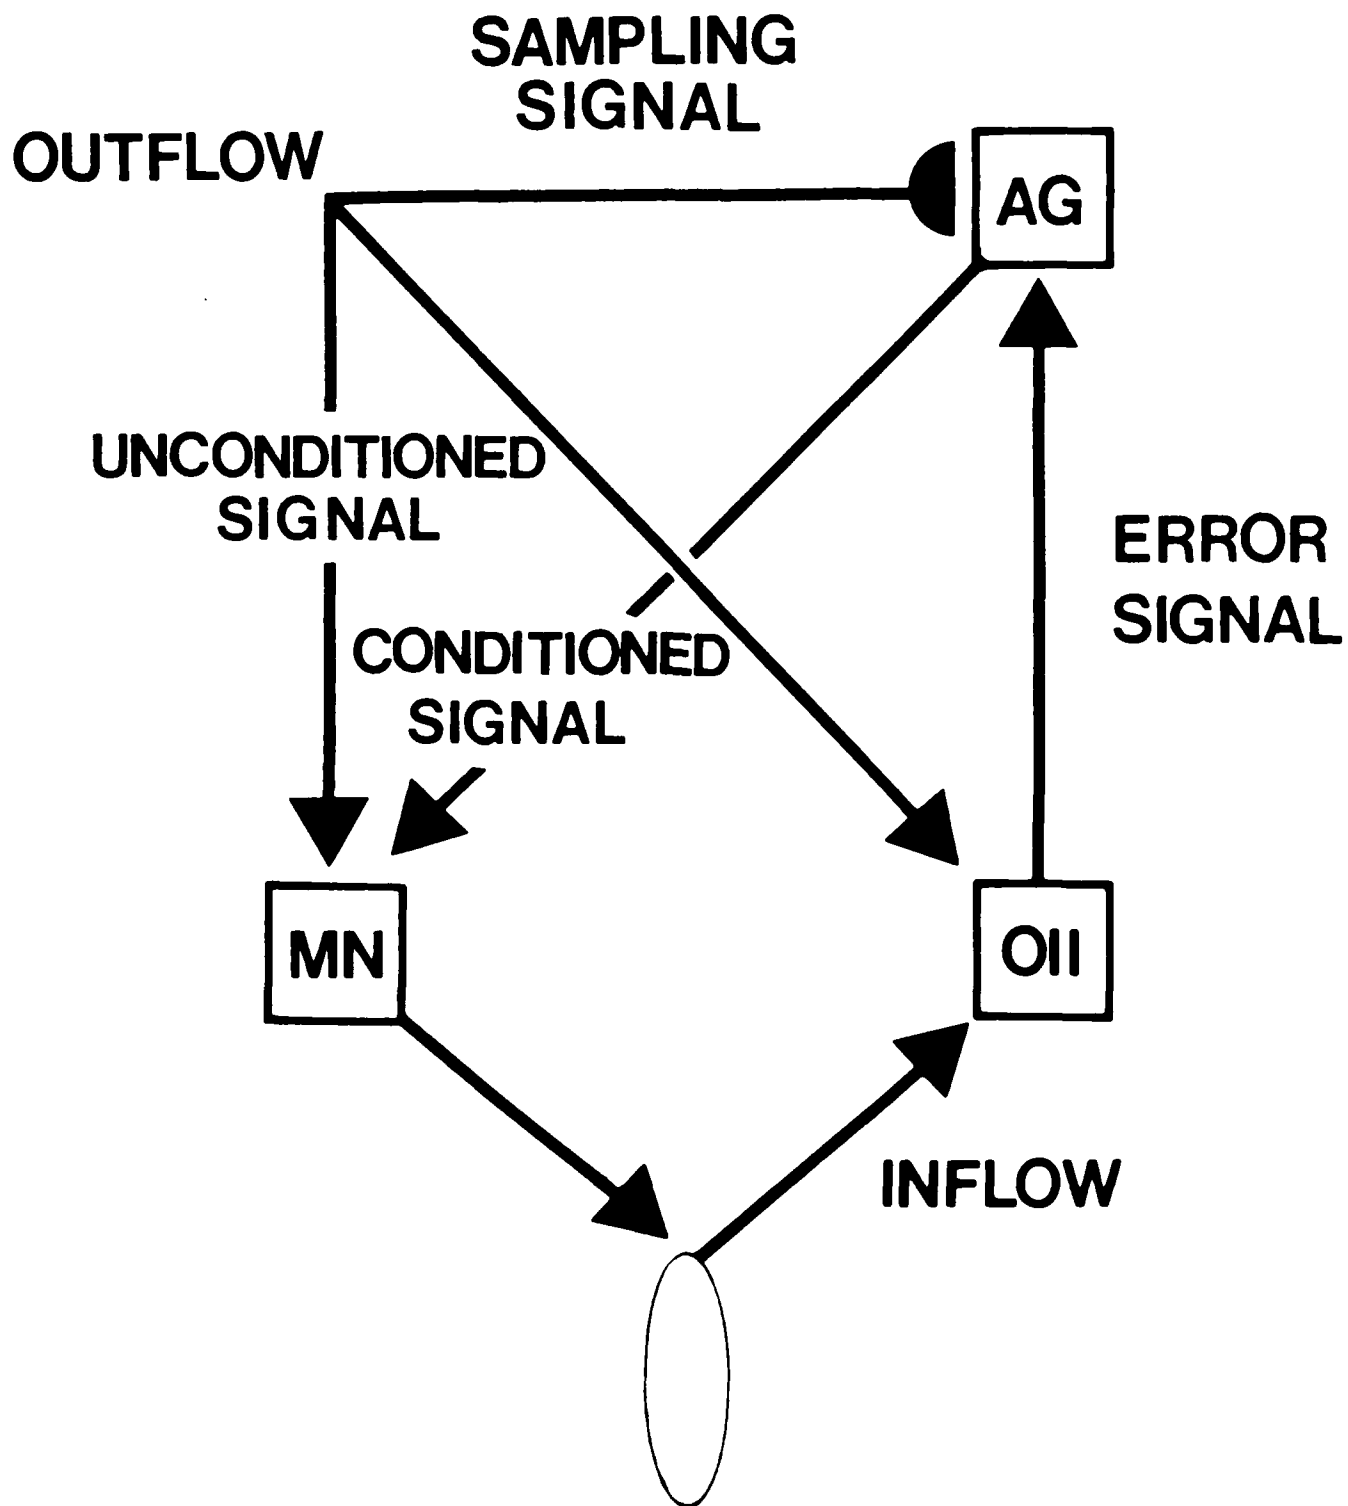 SAMPLING
SIGNAL
OUTFLOW
AG
UNCONDITIONED
SIGNAL
ERROR
SIGNAL
CONDITIONED
SIGNAL
MN
OII
INFLOW